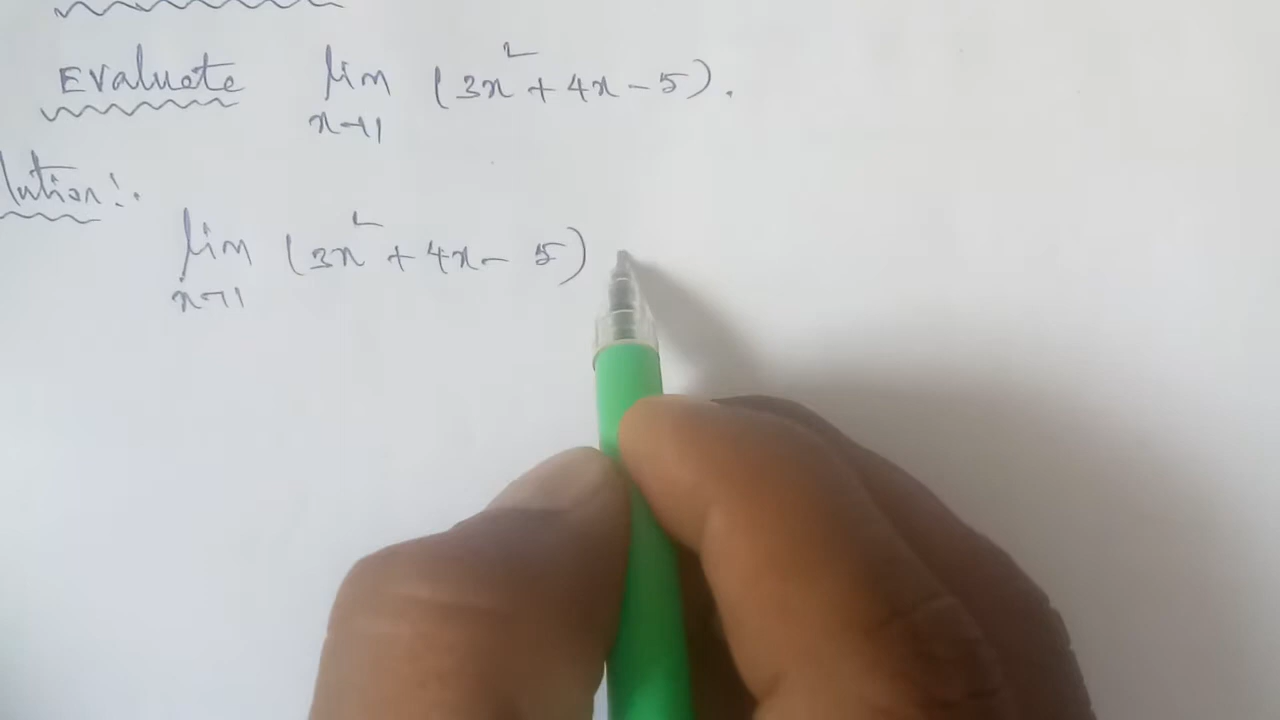 Evaluate lim x→1 (3x² + 4x - 5).
lution:.
lim x→1 (3x² + 4x - 5)